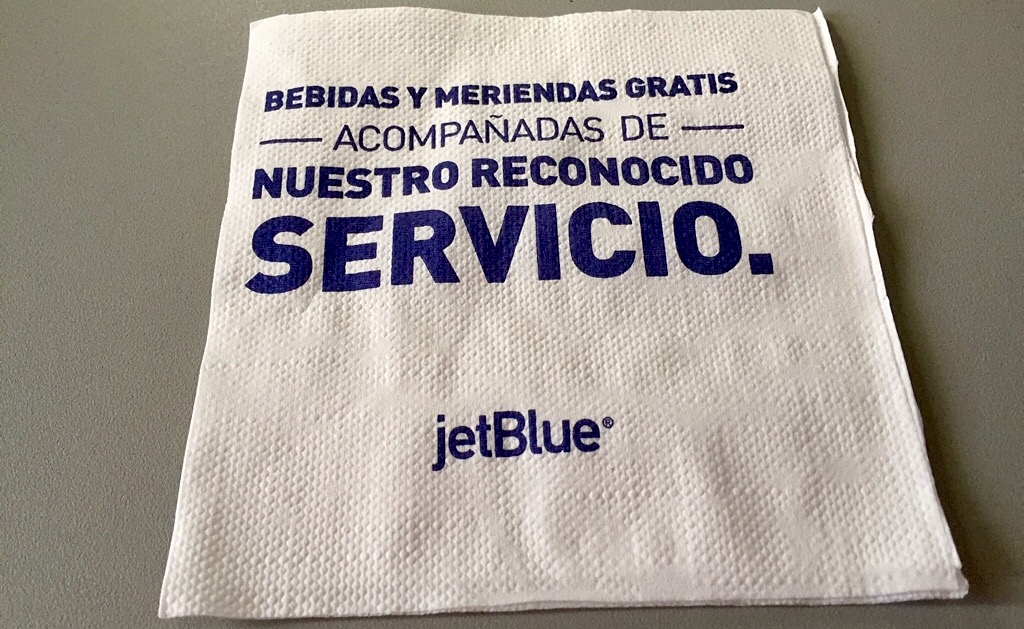 BEBIDAS Y MERIENDAS GRATIS
— ACOMPAÑADAS DE —
NUESTRO RECONOCIDO
SERVICIO.
jetBlue®